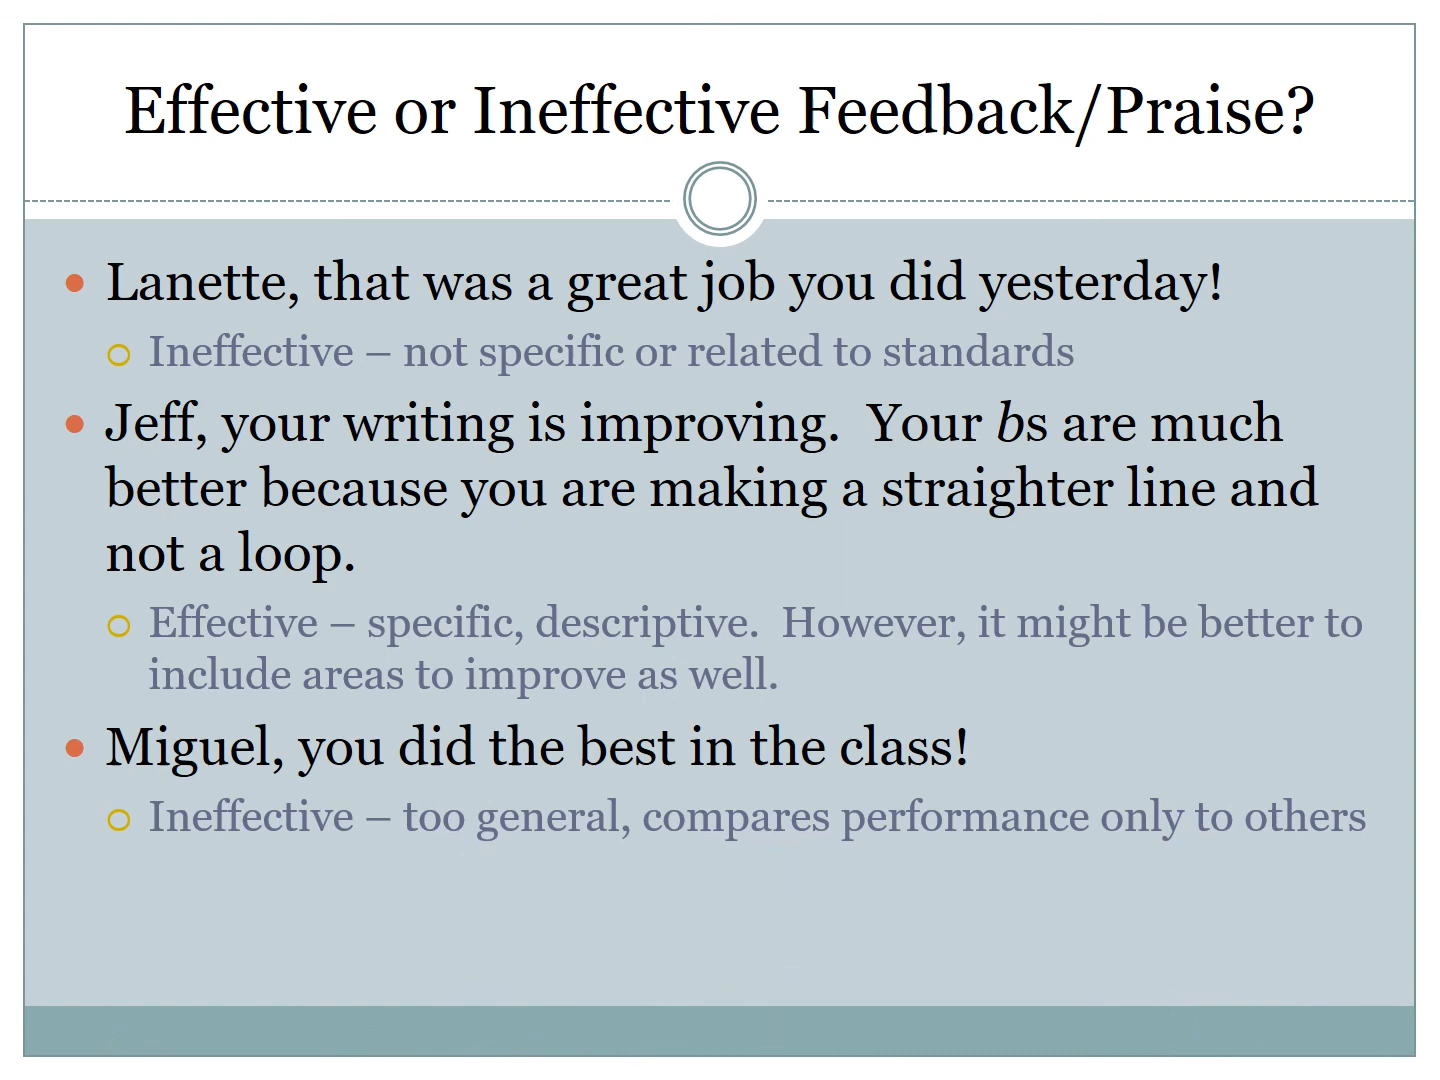 Effective or Ineffective Feedback/Praise?
Lanette, that was a great job you did yesterday!
Ineffective – not specific or related to standards
Jeff, your writing is improving.  Your bs are much
better because you are making a straighter line and
not a loop.
Effective – specific, descriptive.  However, it might be better to
include areas to improve as well.
Miguel, you did the best in the class!
Ineffective – too general, compares performance only to others